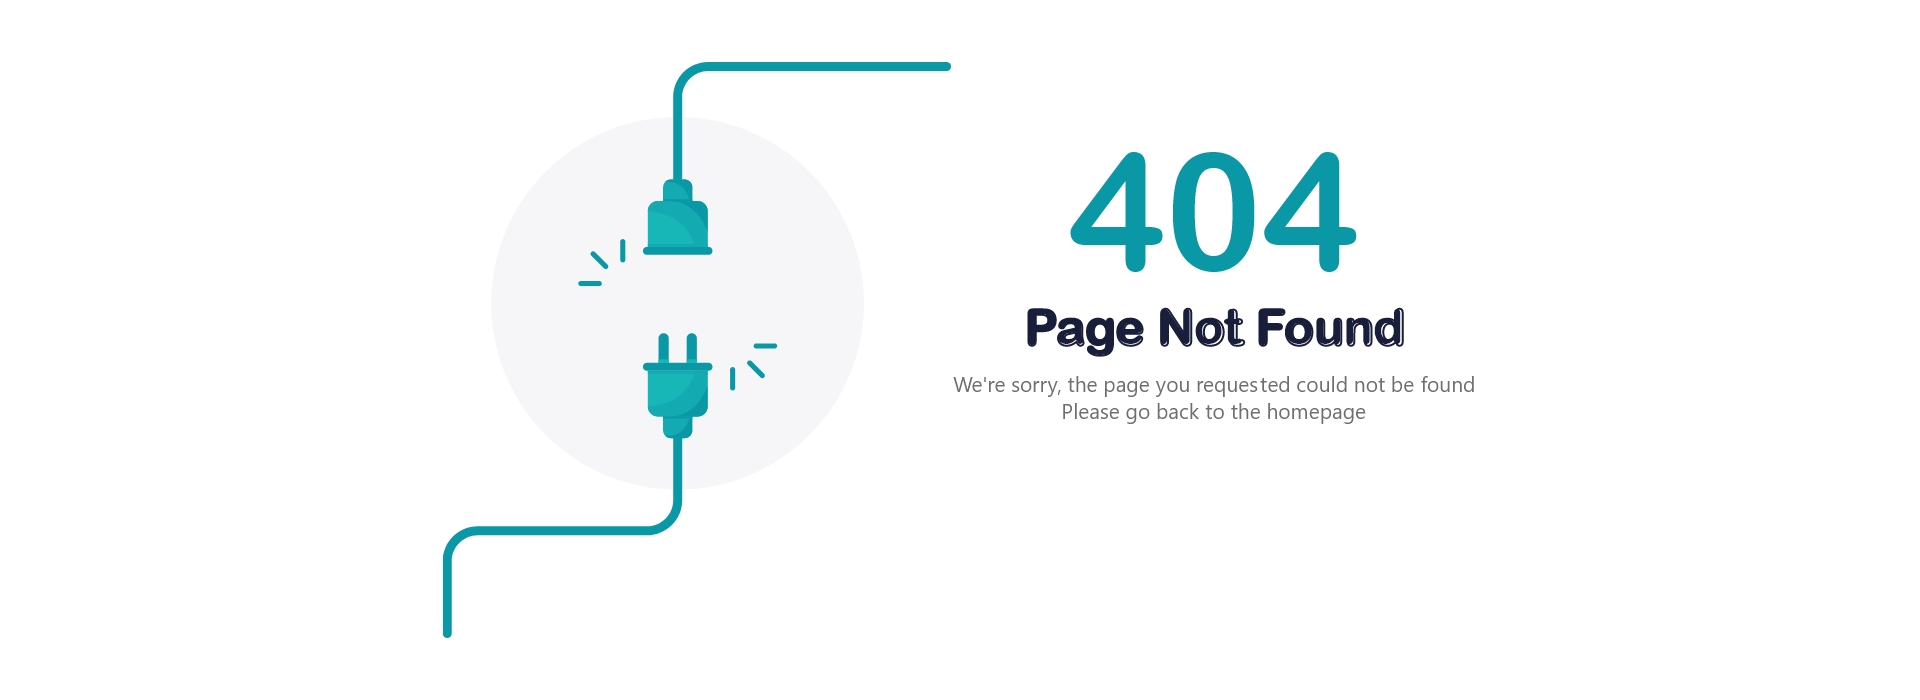 404
Page Not Found
We're sorry, the page you requested could not be found
Please go back to the homepage